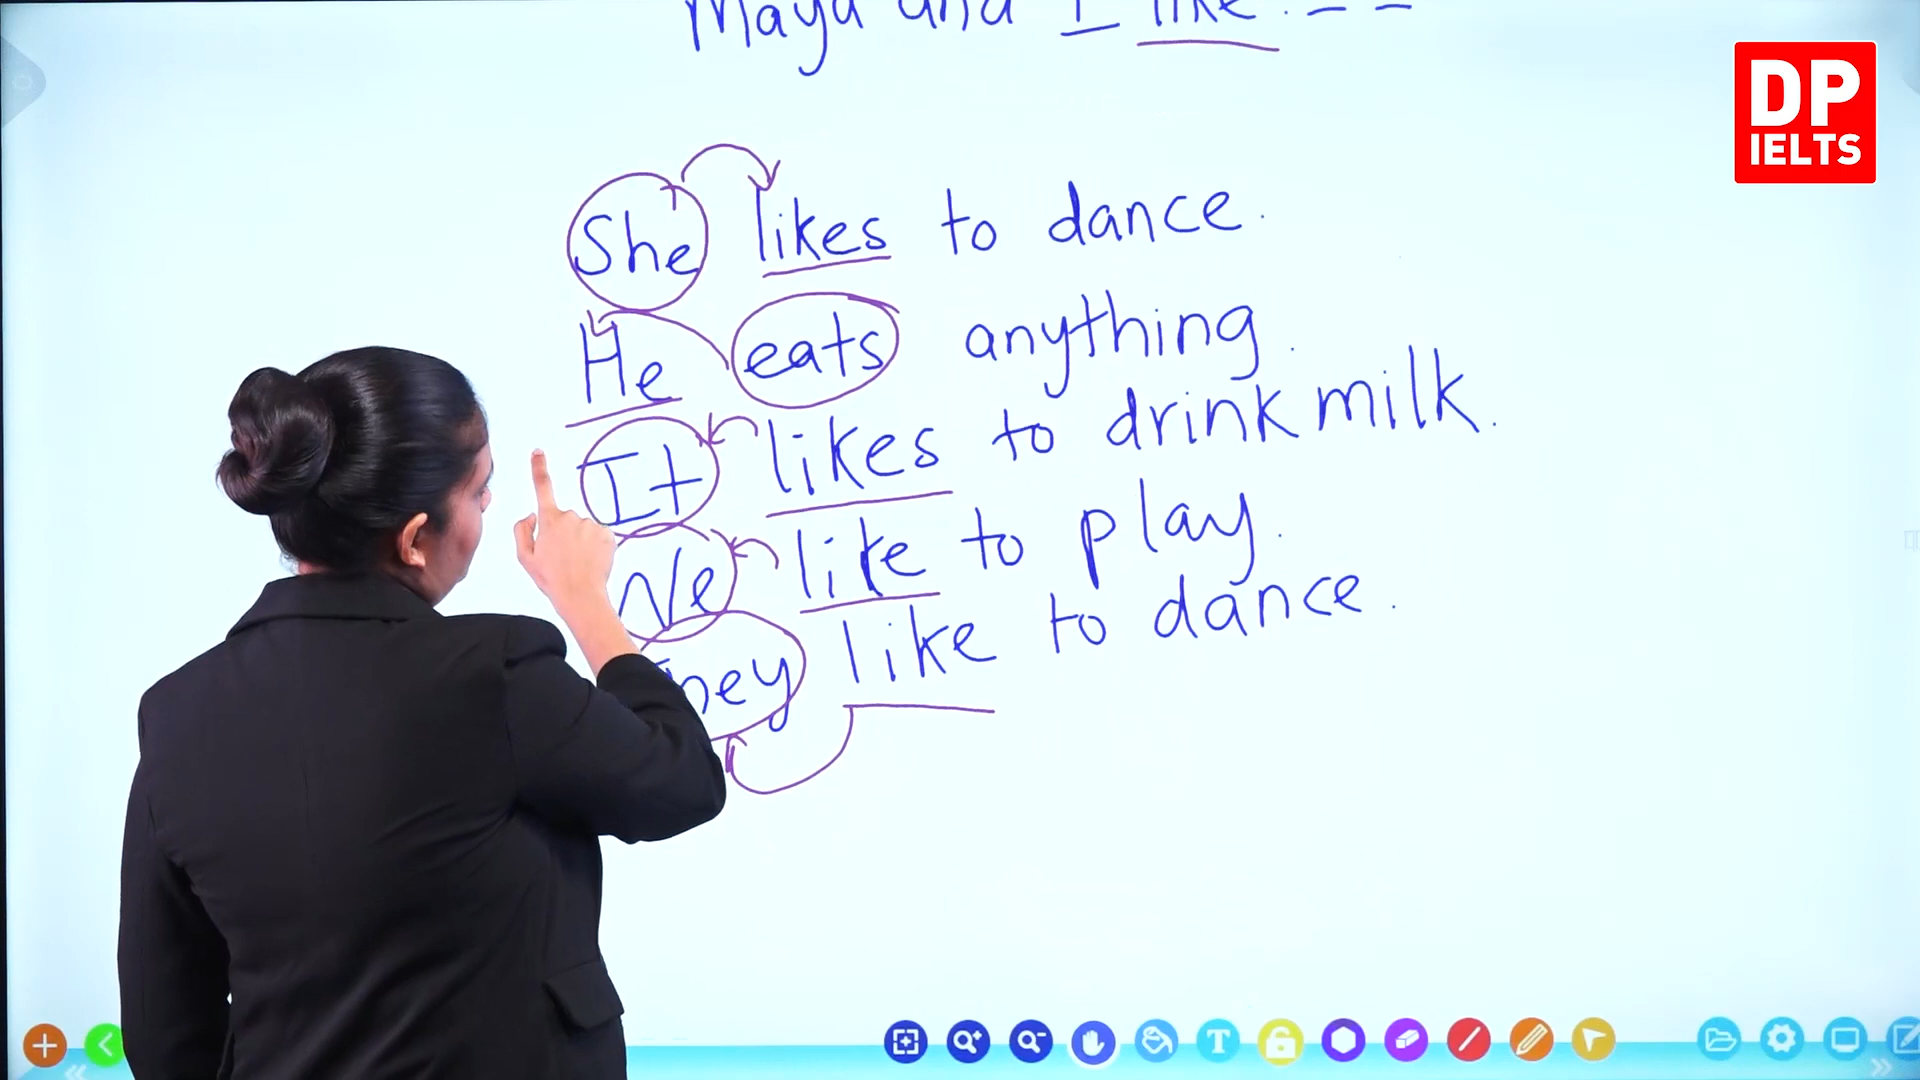 Maya and I like . _ _
DP
IELTS
She likes to dance.
He eats anything.
It likes to drink milk.
We like to play.
They like to dance.